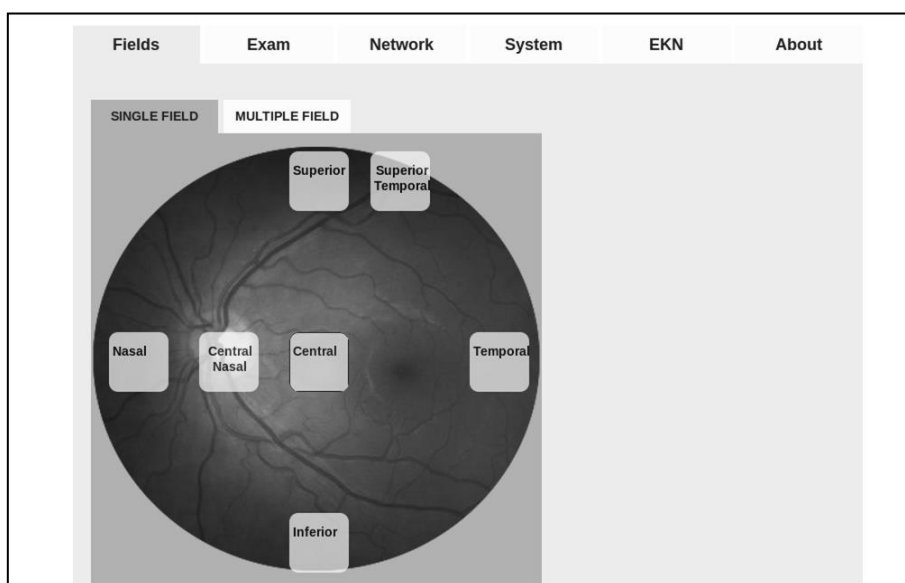 Fields Exam Network System EKN About
SINGLE FIELD MULTIPLE FIELD
Superior
Superior
Temporal
Nasal
Central
Nasal
Central
Temporal
Inferior